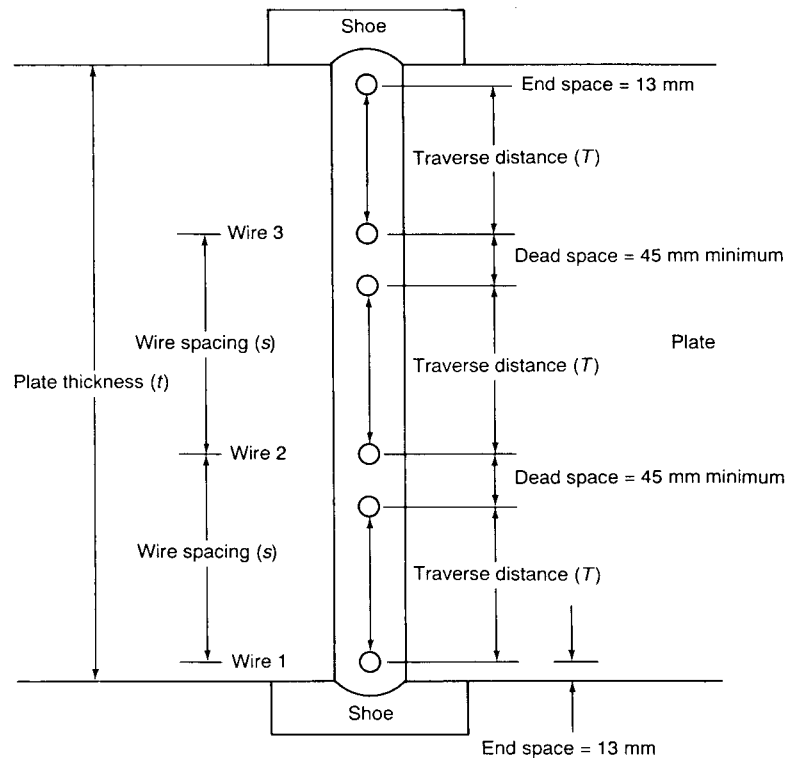 Shoe
End space = 13 mm
Traverse distance (T)
Wire 3
Dead space = 45 mm minimum
Wire spacing (s)
Plate
Traverse distance (T)
Plate thickness (t)
Wire 2
Dead space = 45 mm minimum
Wire spacing (s)
Traverse distance (T)
Wire 1
Shoe
End space = 13 mm